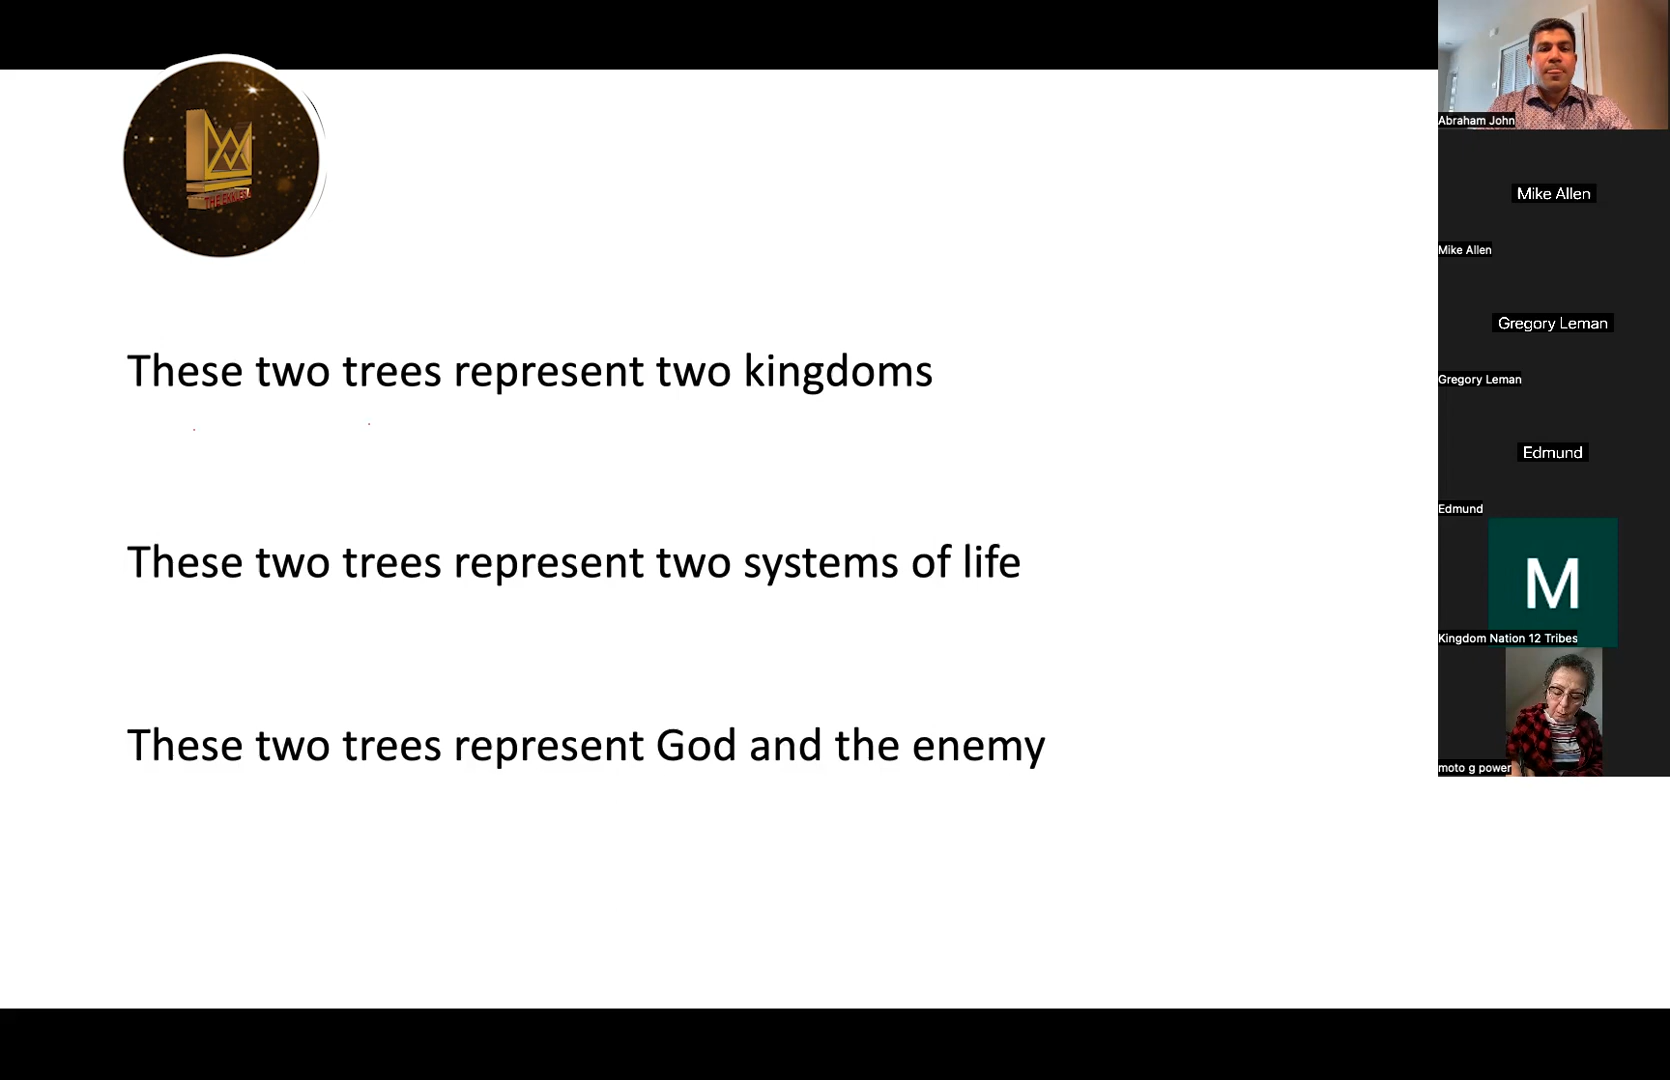 These two trees represent two kingdoms
These two trees represent two systems of life
These two trees represent God and the enemy
Abraham John
Mike Allen
Mike Allen
Gregory Leman
Gregory Leman
Edmund
Edmund
M
Kingdom Nation 12 Tribes
moto g power